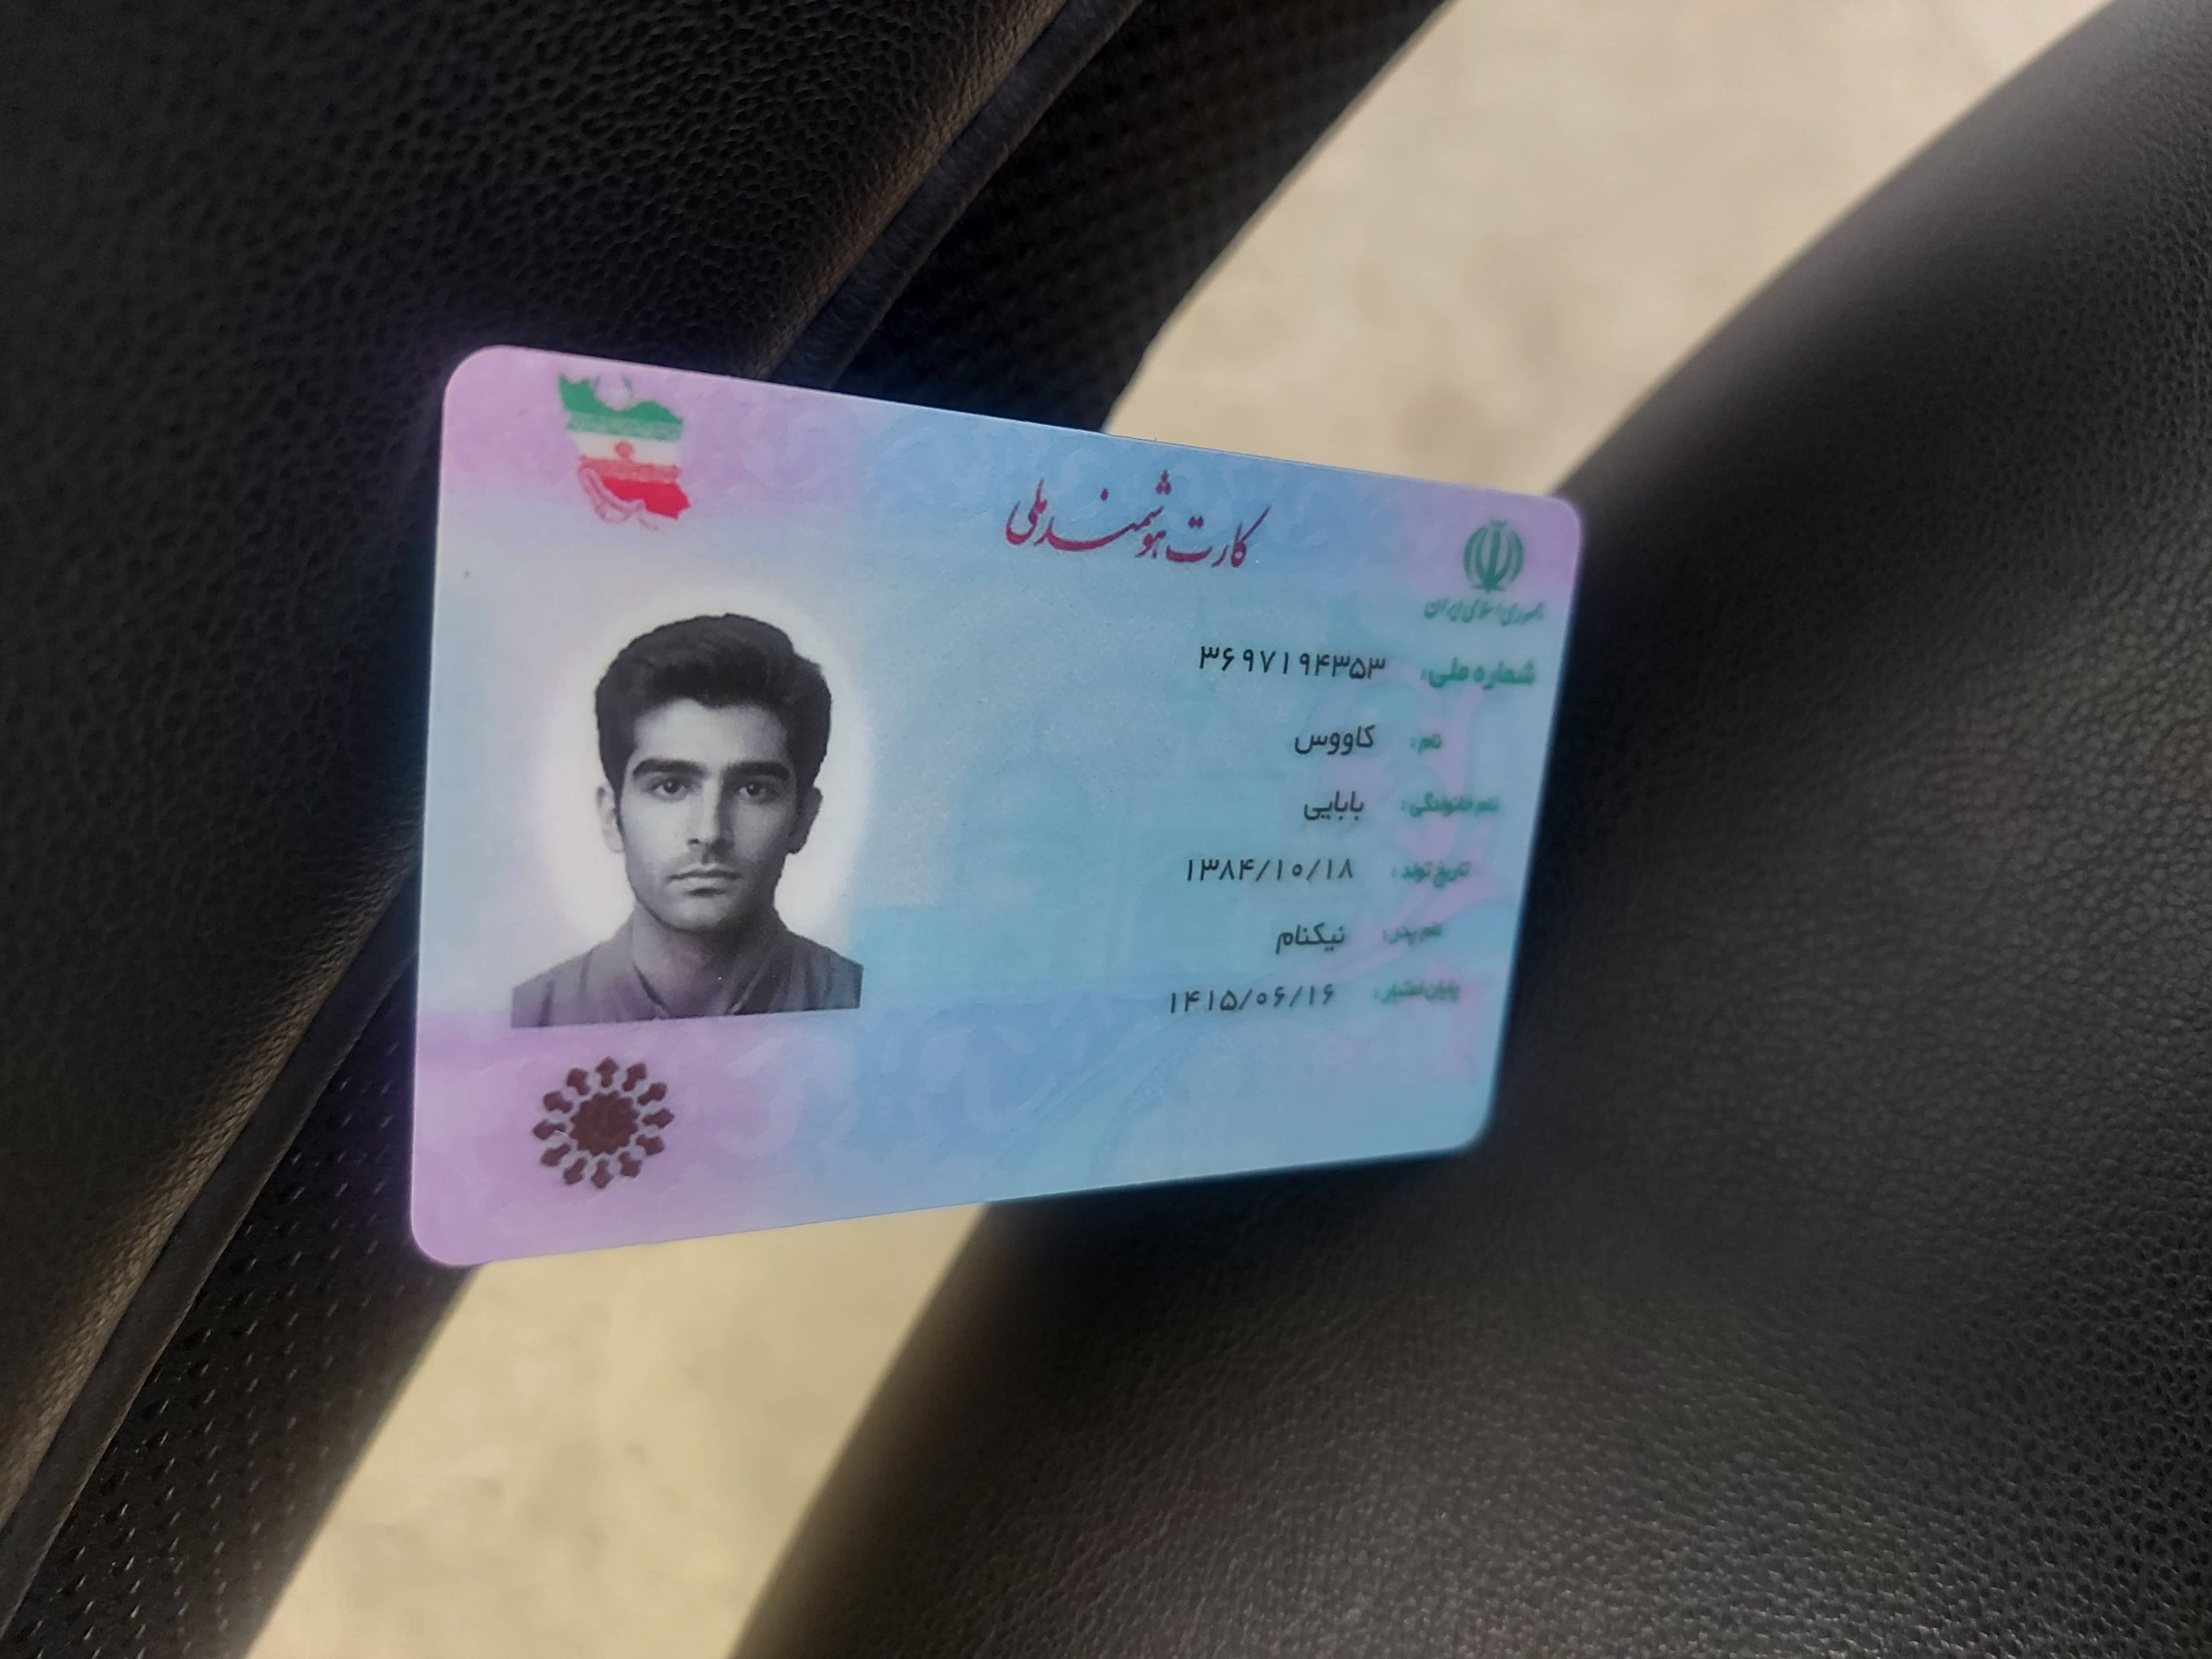 کارت هوشمند ملی
جمهوری اسلامی ایران
شماره ملی: ۳۶۹۷۱۹۴۳۵۳
نام: کاووس
نام خانوادگی: بابایی
تاریخ تولد: ۱۳۸۴/۱۰/۱۸
نام پدر: نیکنام
پایان اعتبار: ۱۴۱۵/۰۶/۱۶